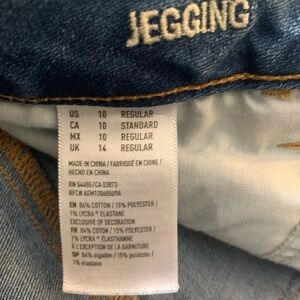 JEGGING
US 10 REGULAR
CA 10 STANDARD
MX 10 REGULAR
UK 14 REGULAR
MADE IN CHINA / FABRIQUÉ EN CHINE /
HECHO EN CHINA
RN 54485 / CA 03873
RFC# AEM1206050U9A
EN 84% COTTON / 15% POLYESTER /
1% LYCRA® ELASTANE
EXCLUSIVE OF DECORATION
FR 84% COTON / 15% POLYESTER /
1% LYCRA® ÉLASTHANNE
À L'EXCEPTION DE LA GARNITURE
SP 84% algodón / 15% poliéster /
1% elastano